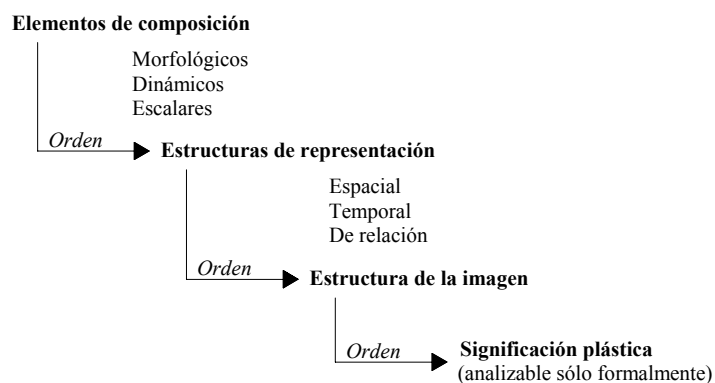 Elementos de composición
Morfológicos
Dinámicos
Escalares
Orden
Estructuras de representación
Espacial
Temporal
De relación
Orden
Estructura de la imagen
Orden
Significación plástica
(analizable sólo formalmente)